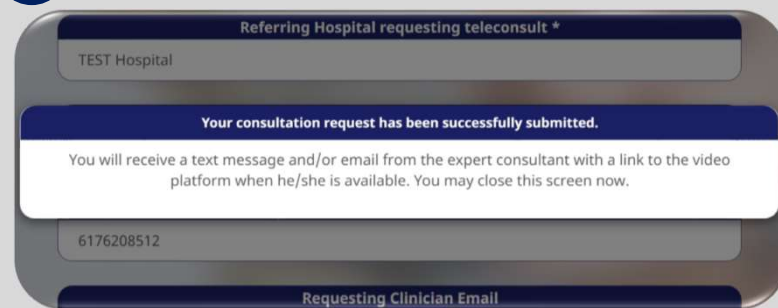 Referring Hospital requesting teleconsult *
TEST Hospital
Your consultation request has been successfully submitted.
You will receive a text message and/or email from the expert consultant with a link to the video
platform when he/she is available. You may close this screen now.
6176208512
Requesting Clinician Email